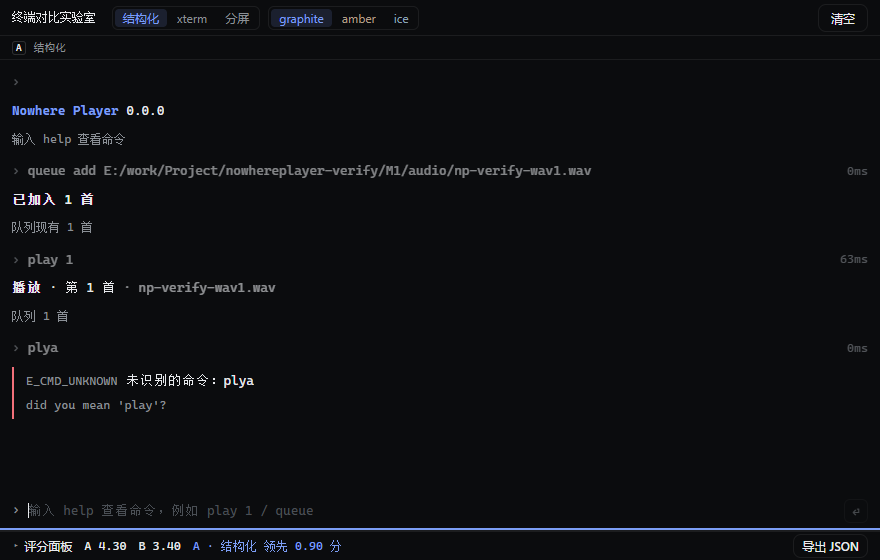 终端对比实验室 结构化 xterm 分屏 graphite amber ice 清空
A 结构化
›
Nowhere Player 0.0.0
输入 help 查看命令
› queue add E:/work/Project/nowhereplayer-verify/M1/audio/np-verify-wav1.wav 0ms
已加入 1 首
队列现有 1 首
› play 1 63ms
播放 · 第 1 首 · np-verify-wav1.wav
队列 1 首
› plya 0ms
E_CMD_UNKNOWN 未识别的命令: plya
did you mean 'play'?
› 输入 help 查看命令，例如 play 1 / queue ↵
‣ 评分面板 A 4.30 B 3.40 A · 结构化 领先 0.90 分 导出 JSON